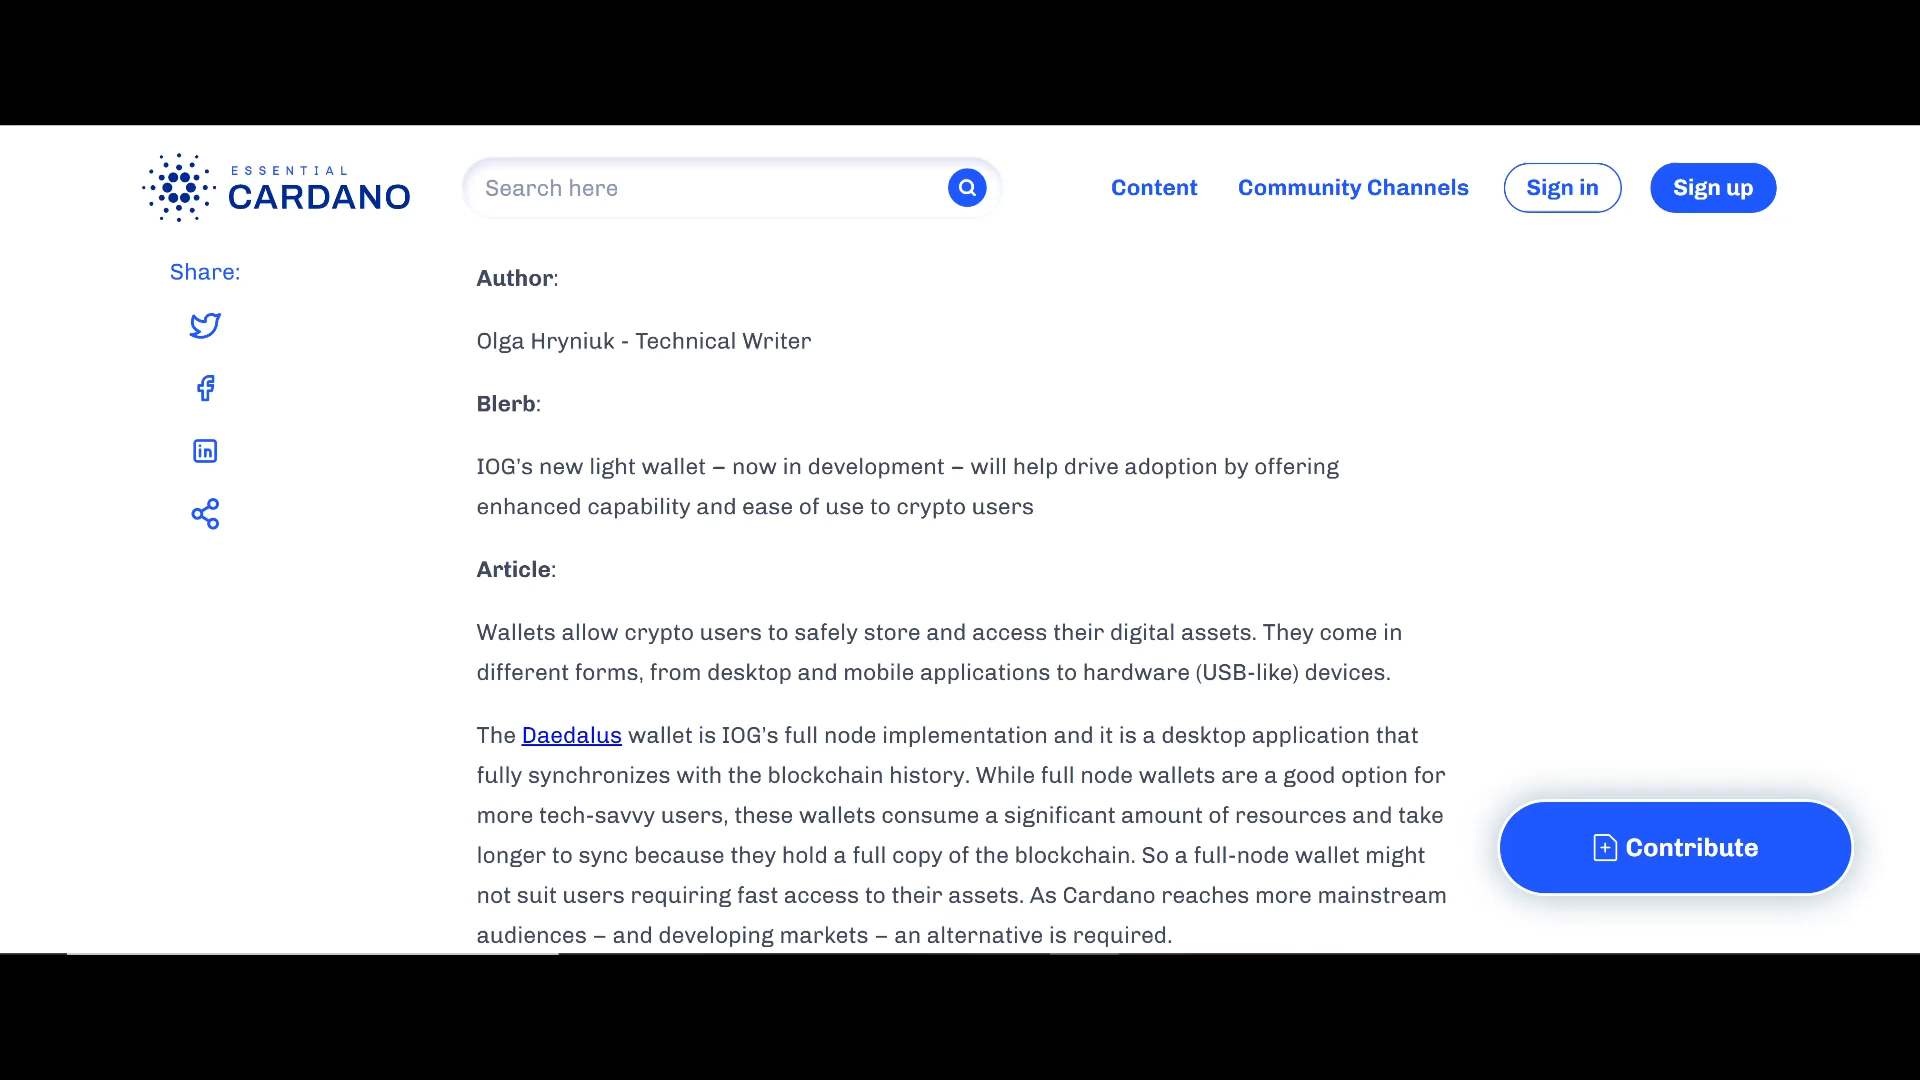 ESSENTIAL
CARDANO
Search here
Content
Community Channels
Sign in
Sign up
Share:
Author:
Olga Hryniuk - Technical Writer
Blerb:
IOG’s new light wallet – now in development – will help drive adoption by offering
enhanced capability and ease of use to crypto users
Article:
Wallets allow crypto users to safely store and access their digital assets. They come in
different forms, from desktop and mobile applications to hardware (USB-like) devices.
The Daedalus wallet is IOG’s full node implementation and it is a desktop application that
fully synchronizes with the blockchain history. While full node wallets are a good option for
more tech-savvy users, these wallets consume a significant amount of resources and take
longer to sync because they hold a full copy of the blockchain. So a full-node wallet might
not suit users requiring fast access to their assets. As Cardano reaches more mainstream
audiences – and developing markets – an alternative is required.
Contribute